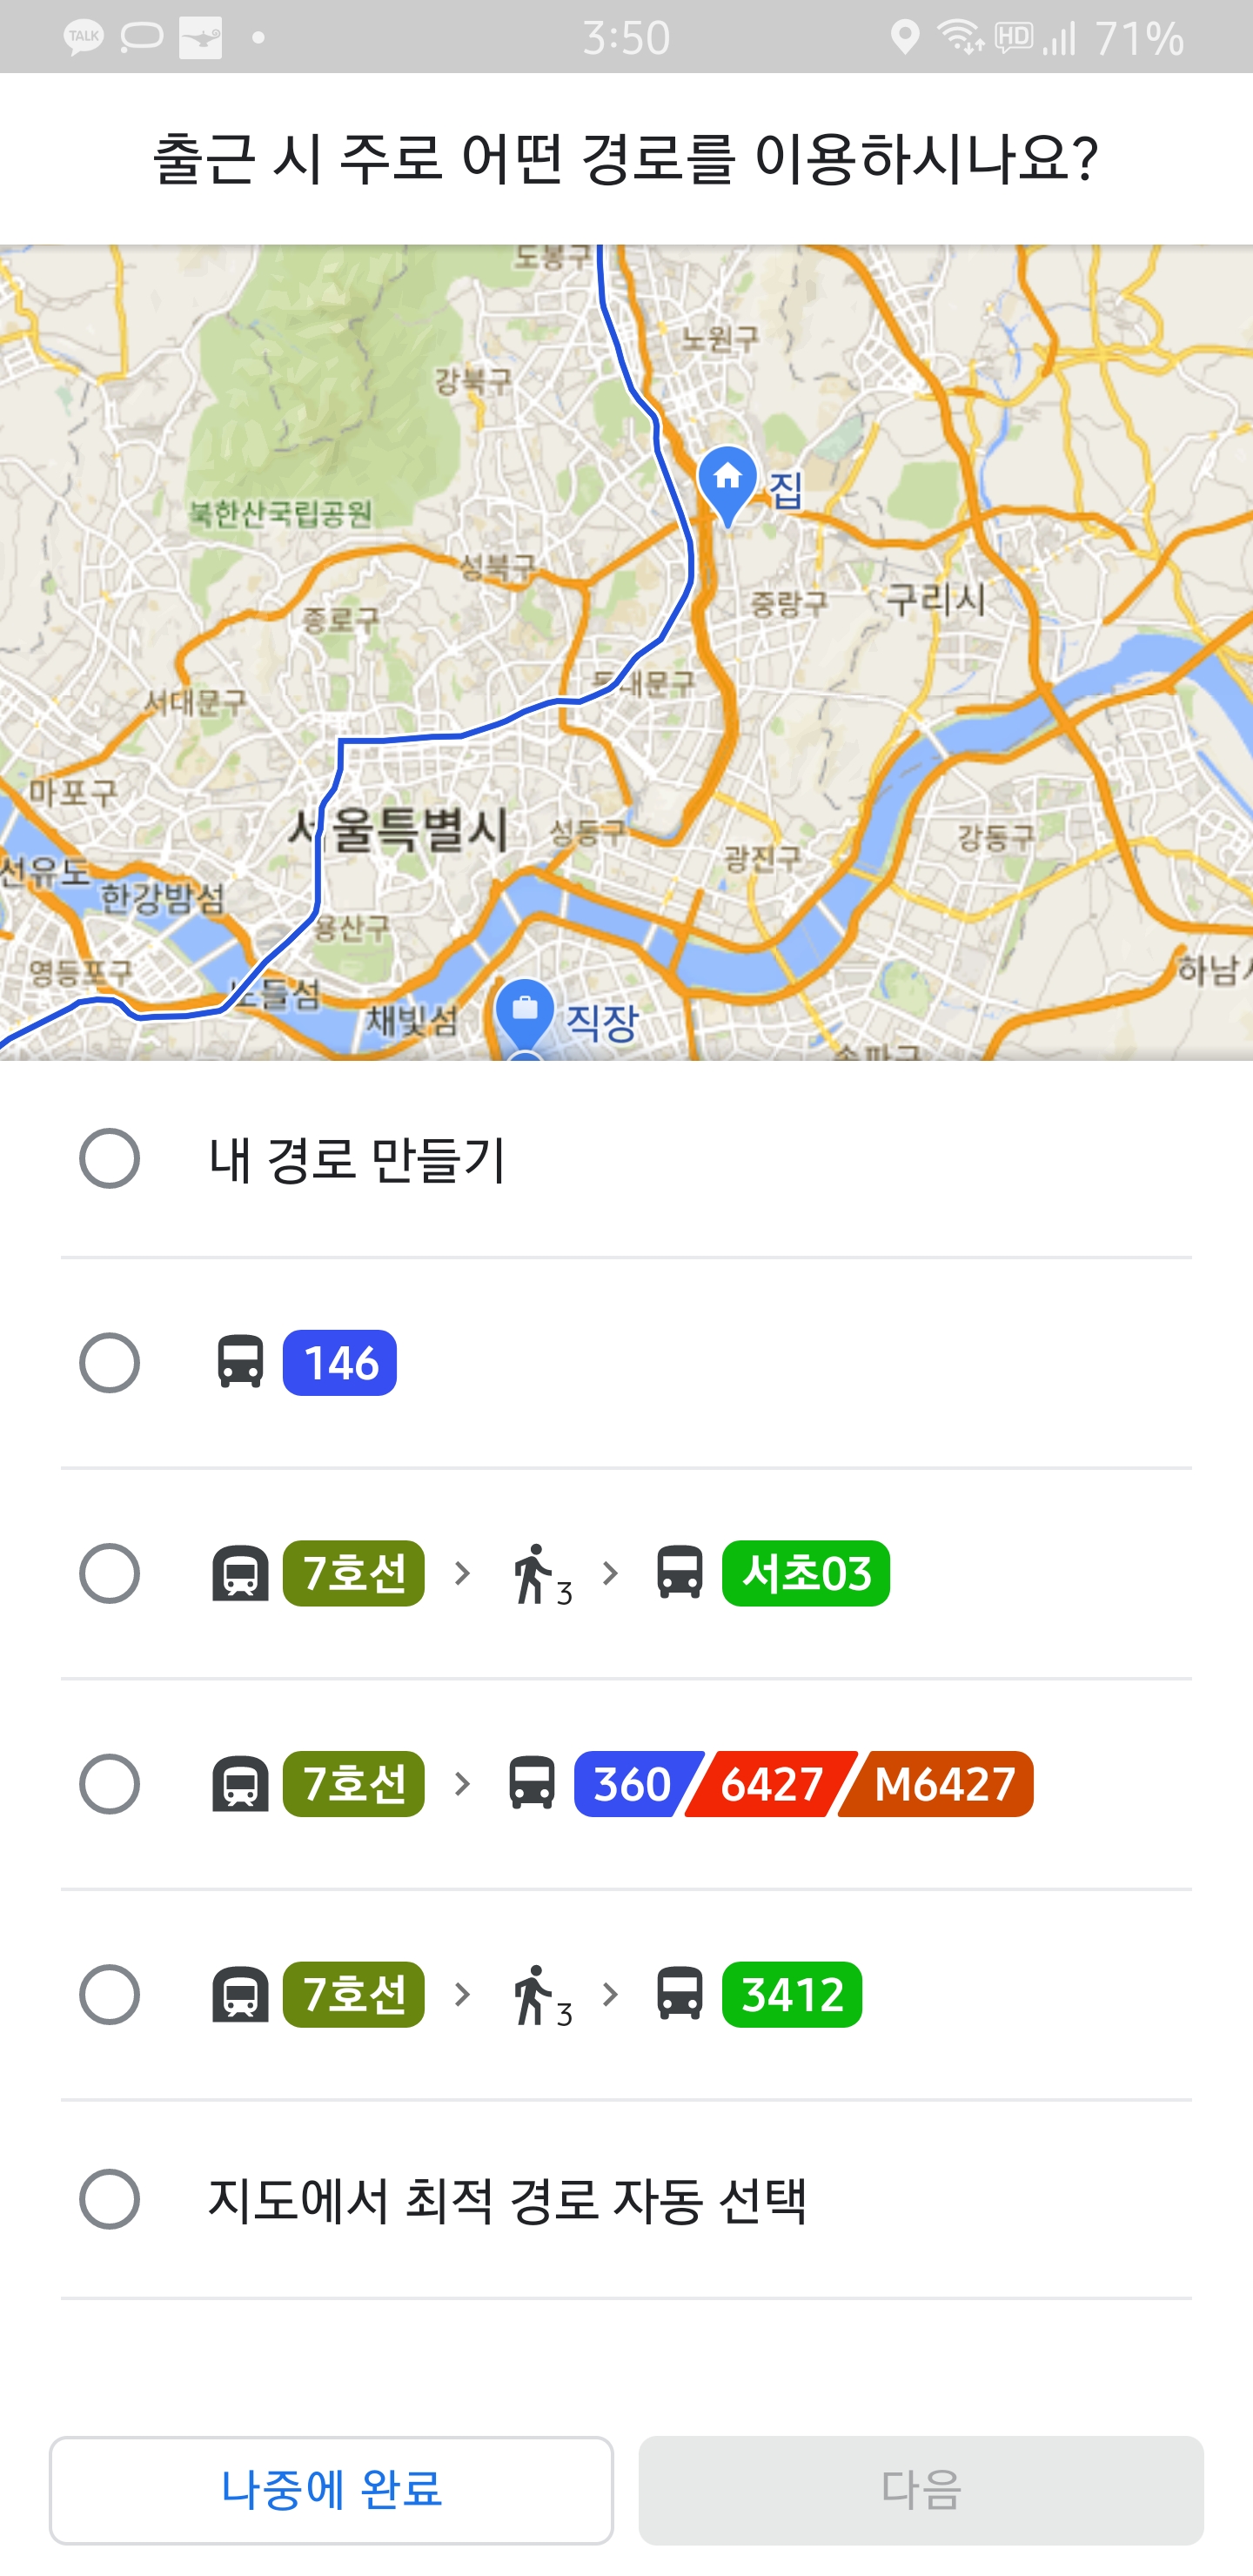 TALK 3:50 HD 71%
출근 시 주로 어떤 경로를 이용하시나요?
도봉구
노원구
강북구
집
북한산국립공원
성북구
중랑구 구리시
종로구
서대문구
마포구
서울특별시 성동구
강동구
광진구
선유도
한강밤섬
용산구
영등포구
하남시
노들섬
채빛섬 직장
송파구
내 경로 만들기
146
7호선 > 3 > 서초03
7호선 > 360 6427 M6427
7호선 > 3 > 3412
지도에서 최적 경로 자동 선택
나중에 완료 다음